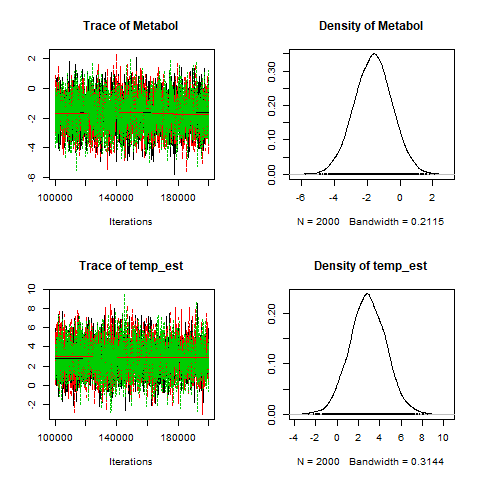 Trace of Metabol
2
0
-2
-4
-6
100000 140000 180000
Iterations
Density of Metabol
0.30
0.20
0.10
0.00
-6 -4 -2 0 2
N = 2000 Bandwidth = 0.2115
Trace of temp_est
10
8
6
4
2
0
-2
100000 140000 180000
Iterations
Density of temp_est
0.20
0.10
0.00
-4 -2 0 2 4 6 8 10
N = 2000 Bandwidth = 0.3144